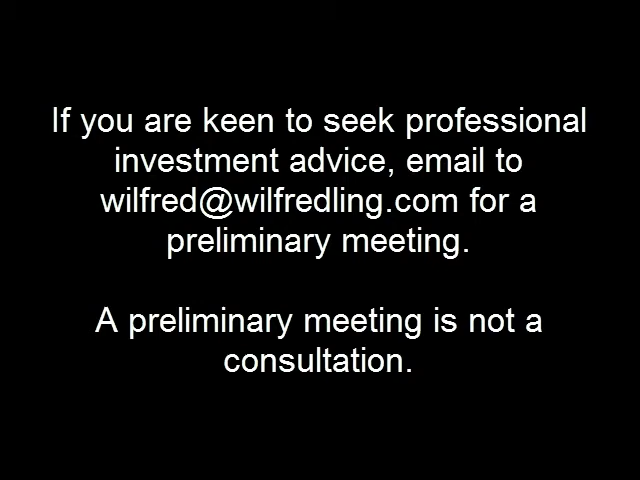 If you are keen to seek professional
investment advice, email to
wilfred@wilfredling.com for a
preliminary meeting.
A preliminary meeting is not a
consultation.